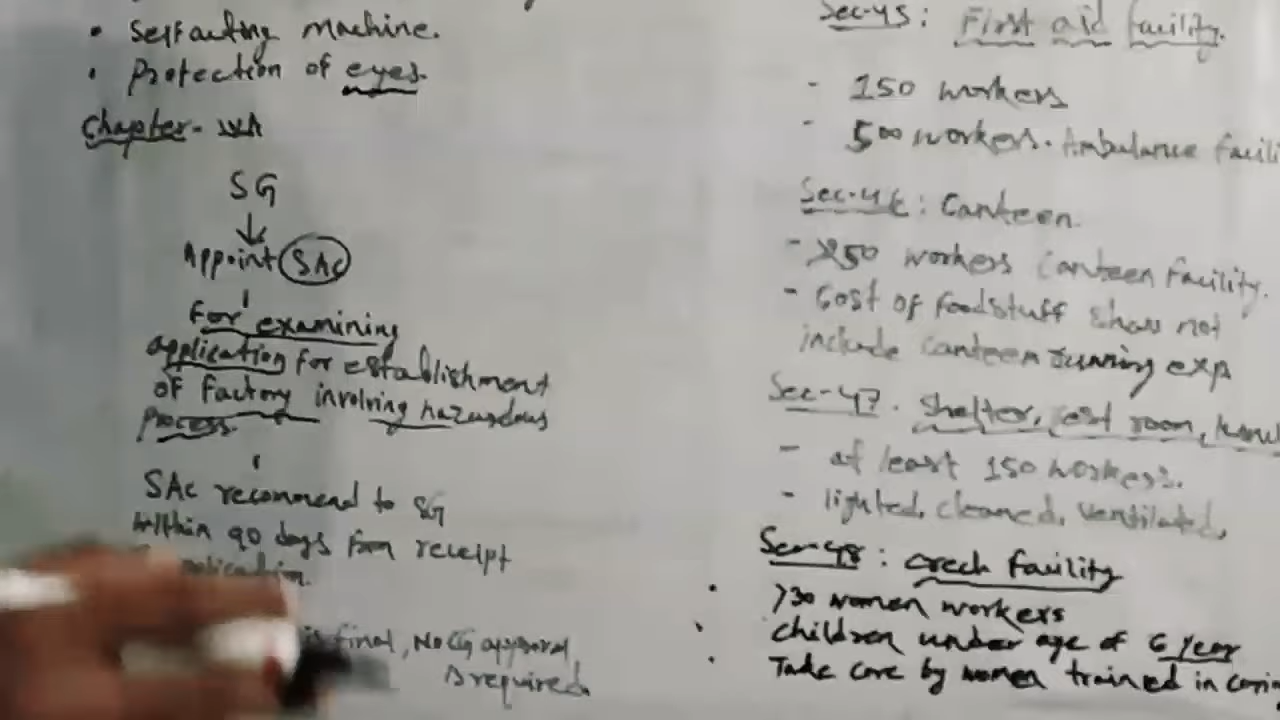 • Selfacting machine.
• Protection of eyes.
Chapter- IVA
SG
Appoint SAC
For examining
application for establishment
of factory involving hazardous
Process.
SAC recommend to SG
Within 90 days from receipt
is final, No CG approval
is required
Sec-45: First aid facility.
- 150 workers
- 500 workers. Ambulance facili
Sec-46: Canteen.
- >250 workers Canteen facility.
- Cost of foodstuff shall not
include canteen running exp
Sec-47. Shelter, rest room,
- at least 150 workers.
- lighted, cleaned, ventilated,
Sec-48: Crech facility
• >30 women workers
• children under age of 6 year
• Take care by women trained in caring